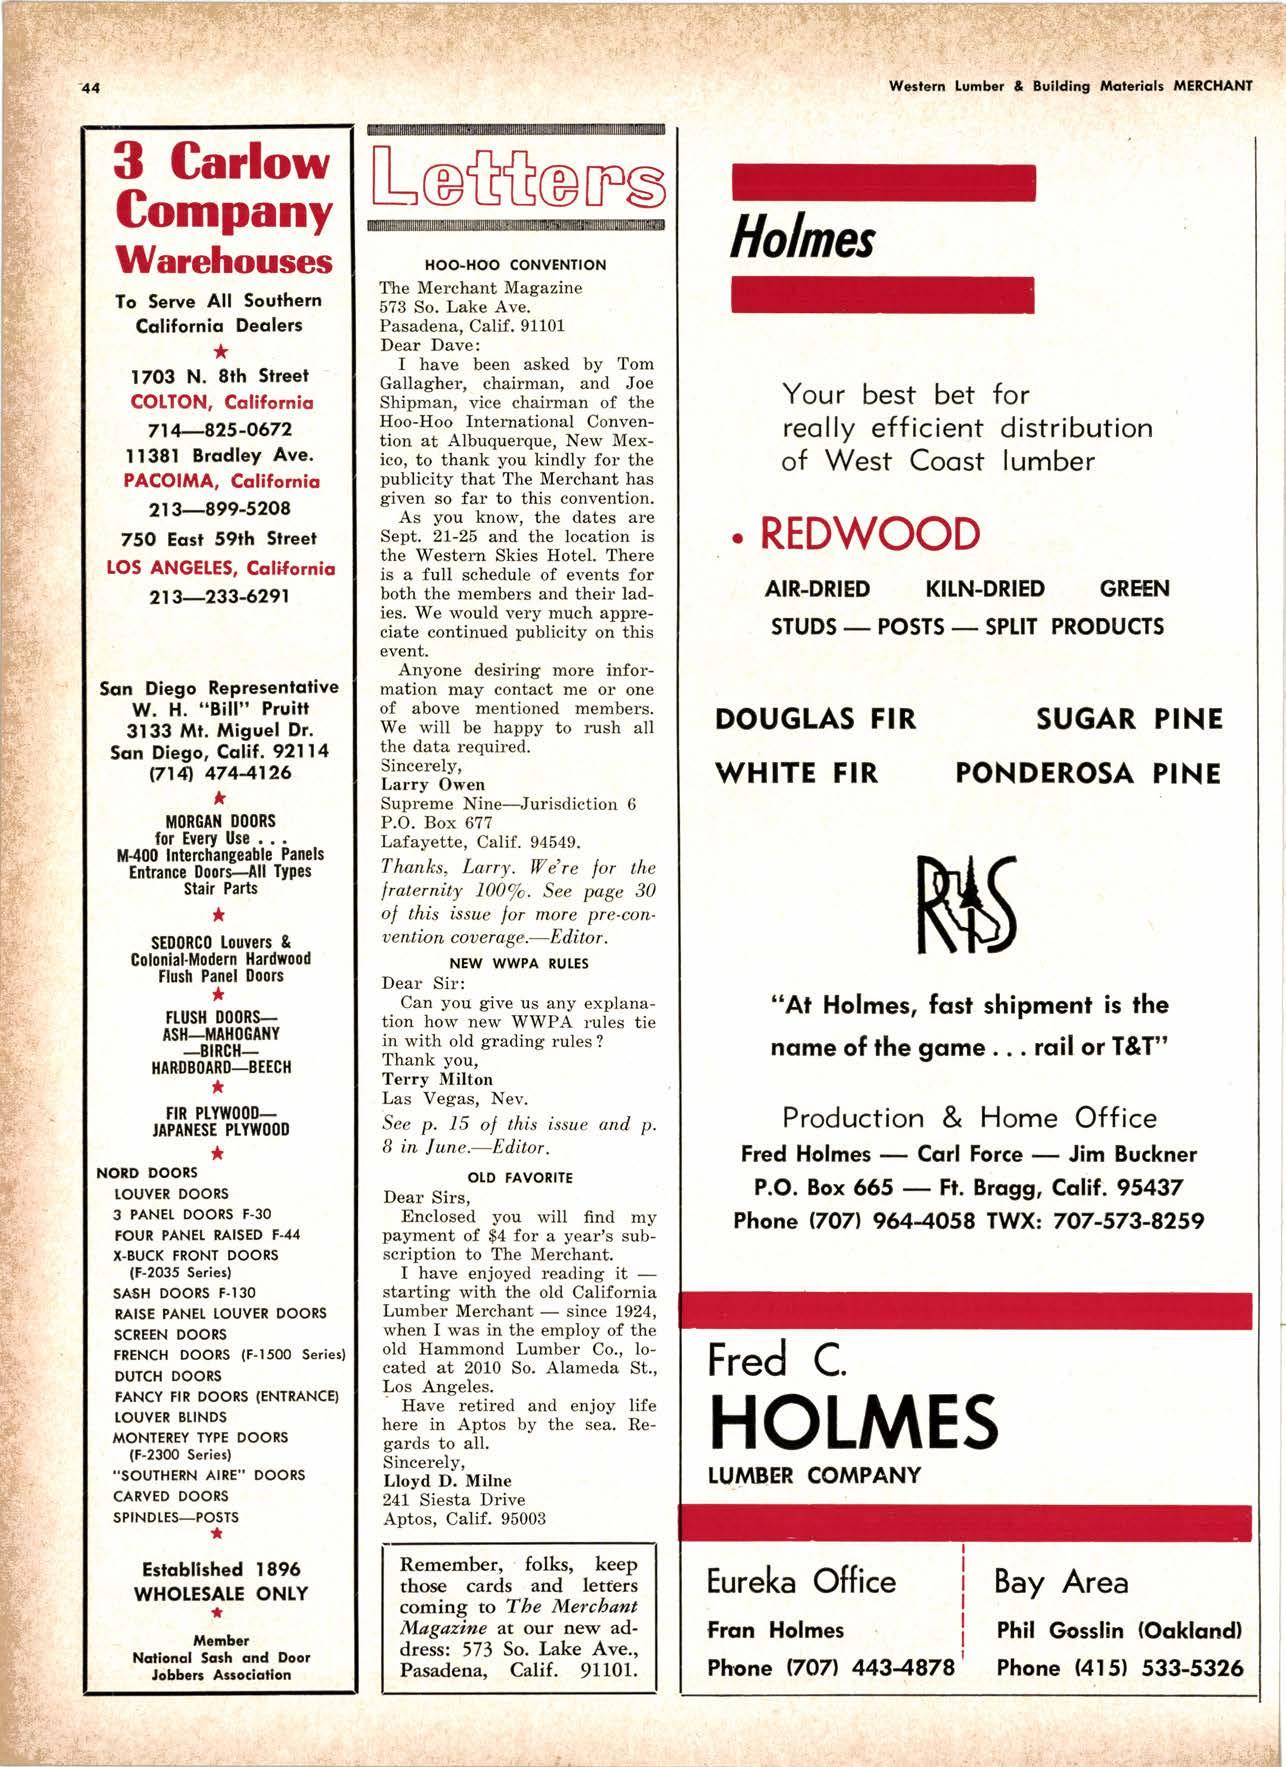 44
Western Lumber & Building Materials MERCHANT
3 Carlow
Company
Warehouses
To Serve All Southern
California Dealers
1703 N. 8th Street
COLTON, California
714—825-0672
11381 Bradley Ave.
PACOIMA, California
213—899-5208
750 East 59th Street
LOS ANGELES, California
213—233-6291
San Diego Representative
W. H. "Bill" Pruitt
3133 Mt. Miguel Dr.
San Diego, Calif. 92114
(714) 474-4126
MORGAN DOORS
for Every Use . . .
M-400 Interchangeable Panels
Entrance Doors—All Types
Stair Parts
SEDORCO Louvers &
Colonial-Modern Hardwood
Flush Panel Doors
FLUSH DOORS—
ASH—MAHOGANY
—BIRCH—
HARDBOARD—BEECH
FIR PLYWOOD—
JAPANESE PLYWOOD
NORD DOORS
LOUVER DOORS
3 PANEL DOORS F-30
FOUR PANEL RAISED F-44
X-BUCK FRONT DOORS
(F-2035 Series)
SASH DOORS F-130
RAISE PANEL LOUVER DOORS
SCREEN DOORS
FRENCH DOORS (F-1500 Series)
DUTCH DOORS
FANCY FIR DOORS (ENTRANCE)
LOUVER BLINDS
MONTEREY TYPE DOORS
(F-2300 Series)
"SOUTHERN AIRE" DOORS
CARVED DOORS
SPINDLES—POSTS
Established 1896
WHOLESALE ONLY
Member
National Sash and Door
Jobbers Association
Letters
HOO-HOO CONVENTION
The Merchant Magazine
573 So. Lake Ave.
Pasadena, Calif. 91101
Dear Dave:
I have been asked by Tom
Gallagher, chairman, and Joe
Shipman, vice chairman of the
Hoo-Hoo International Conven-
tion at Albuquerque, New Mex-
ico, to thank you kindly for the
publicity that The Merchant has
given so far to this convention.
As you know, the dates are
Sept. 21-25 and the location is
the Western Skies Hotel. There
is a full schedule of events for
both the members and their lad-
ies. We would very much appre-
ciate continued publicity on this
event.
Anyone desiring more infor-
mation may contact me or one
of above mentioned members.
We will be happy to rush all
the data required.
Sincerely,
Larry Owen
Supreme Nine—Jurisdiction 6
P.O. Box 677
Lafayette, Calif. 94549.
Thanks, Larry. We're for the
fraternity 100%. See page 30
of this issue for more pre-con-
vention coverage.—Editor.
NEW WWPA RULES
Dear Sir:
Can you give us any explana-
tion how new WWPA rules tie
in with old grading rules?
Thank you,
Terry Milton
Las Vegas, Nev.
See p. 15 of this issue and p.
8 in June.—Editor.
OLD FAVORITE
Dear Sirs,
Enclosed you will find my
payment of $4 for a year's sub-
scription to The Merchant.
I have enjoyed reading it —
starting with the old California
Lumber Merchant — since 1924,
when I was in the employ of the
old Hammond Lumber Co., lo-
cated at 2010 So. Alameda St.,
Los Angeles.
Have retired and enjoy life
here in Aptos by the sea. Re-
gards to all.
Sincerely,
Lloyd D. Milne
241 Siesta Drive
Aptos, Calif. 95003
Remember, folks, keep
those cards and letters
coming to The Merchant
Magazine at our new ad-
dress: 573 So. Lake Ave.,
Pasadena, Calif. 91101.
Holmes
Your best bet for
really efficient distribution
of West Coast lumber
• REDWOOD
AIR-DRIED KILN-DRIED GREEN
STUDS — POSTS — SPLIT PRODUCTS
DOUGLAS FIR SUGAR PINE
WHITE FIR PONDEROSA PINE
RIS
"At Holmes, fast shipment is the
name of the game . . . rail or T&T"
Production & Home Office
Fred Holmes — Carl Force — Jim Buckner
P.O. Box 665 — Ft. Bragg, Calif. 95437
Phone (707) 964-4058 TWX: 707-573-8259
Fred C.
HOLMES
LUMBER COMPANY
Eureka Office
Fran Holmes
Phone (707) 443-4878
Bay Area
Phil Gosslin (Oakland)
Phone (415) 533-5326